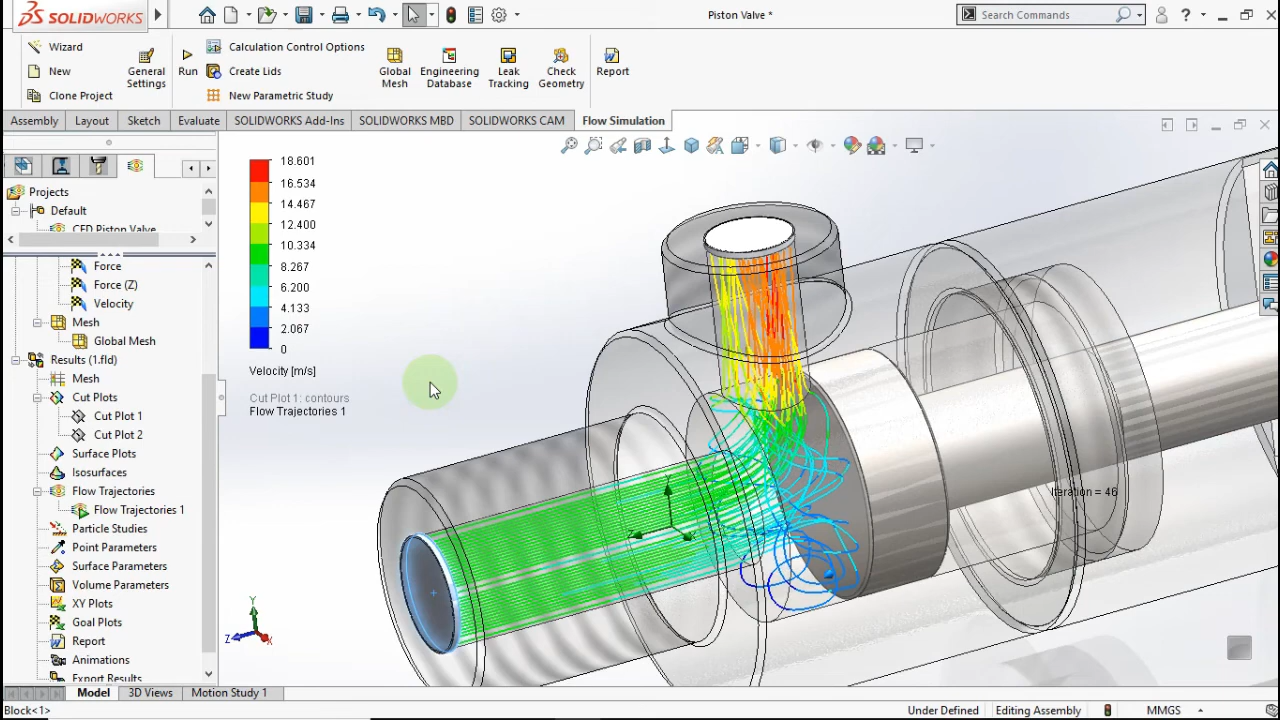 SOLIDWORKS
Piston Valve *
Search Commands
?
Wizard
New
Clone Project
General Settings
Run
Calculation Control Options
Create Lids
New Parametric Study
Global Mesh
Engineering Database
Leak Tracking
Check Geometry
Report
Assembly
Layout
Sketch
Evaluate
SOLIDWORKS Add-Ins
SOLIDWORKS MBD
SOLIDWORKS CAM
Flow Simulation
Projects
Default
CFD Piston Valve
Force
Force (Z)
Velocity
Mesh
Global Mesh
Results (1.fld)
Mesh
Cut Plots
Cut Plot 1
Cut Plot 2
Surface Plots
Isosurfaces
Flow Trajectories
Flow Trajectories 1
Particle Studies
Point Parameters
Surface Parameters
Volume Parameters
XY Plots
Goal Plots
Report
Animations
Export Results
18.601
16.534
14.467
12.400
10.334
8.267
6.200
4.133
2.067
0
Velocity [m/s]
Cut Plot 1: contours
Flow Trajectories 1
Iteration = 46
Y
Z
X
Model
3D Views
Motion Study 1
Block<1>
Under Defined
Editing Assembly
MMGS